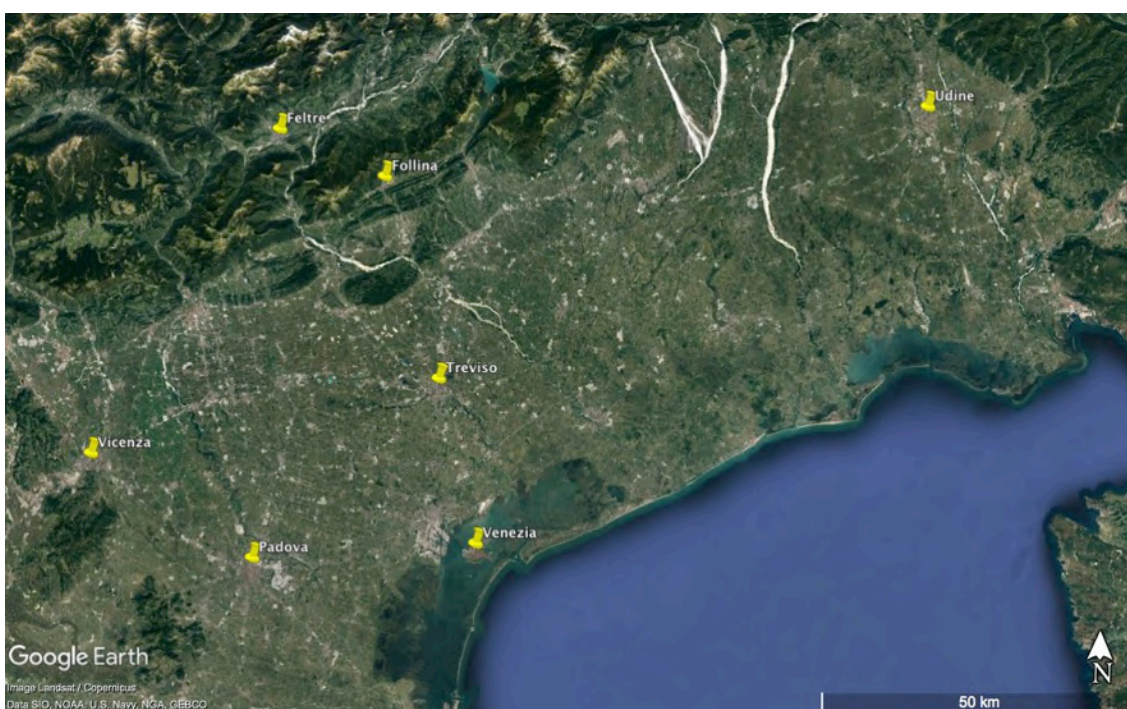 Udine
Feltre
Follina
Treviso
Vicenza
Venezia
Padova
Google Earth
N
Image Landsat / Copernicus
Data SIO, NOAA, U.S. Navy, NGA, GEBCO
50 km